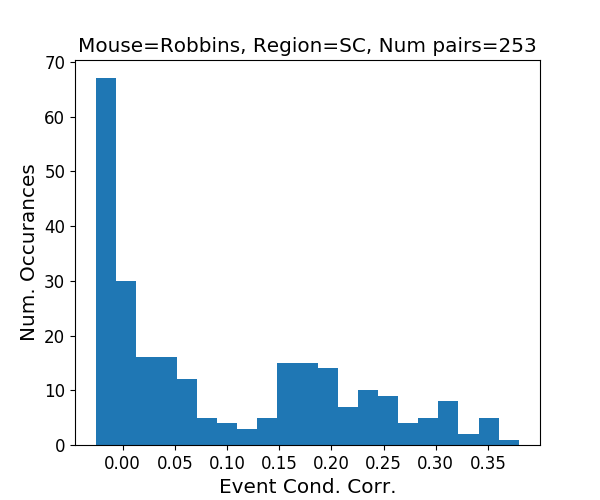 Mouse=Robbins, Region=SC, Num pairs=253
70
60
50
40
30
20
10
0
Num. Occurances
0.00 0.05 0.10 0.15 0.20 0.25 0.30 0.35
Event Cond. Corr.